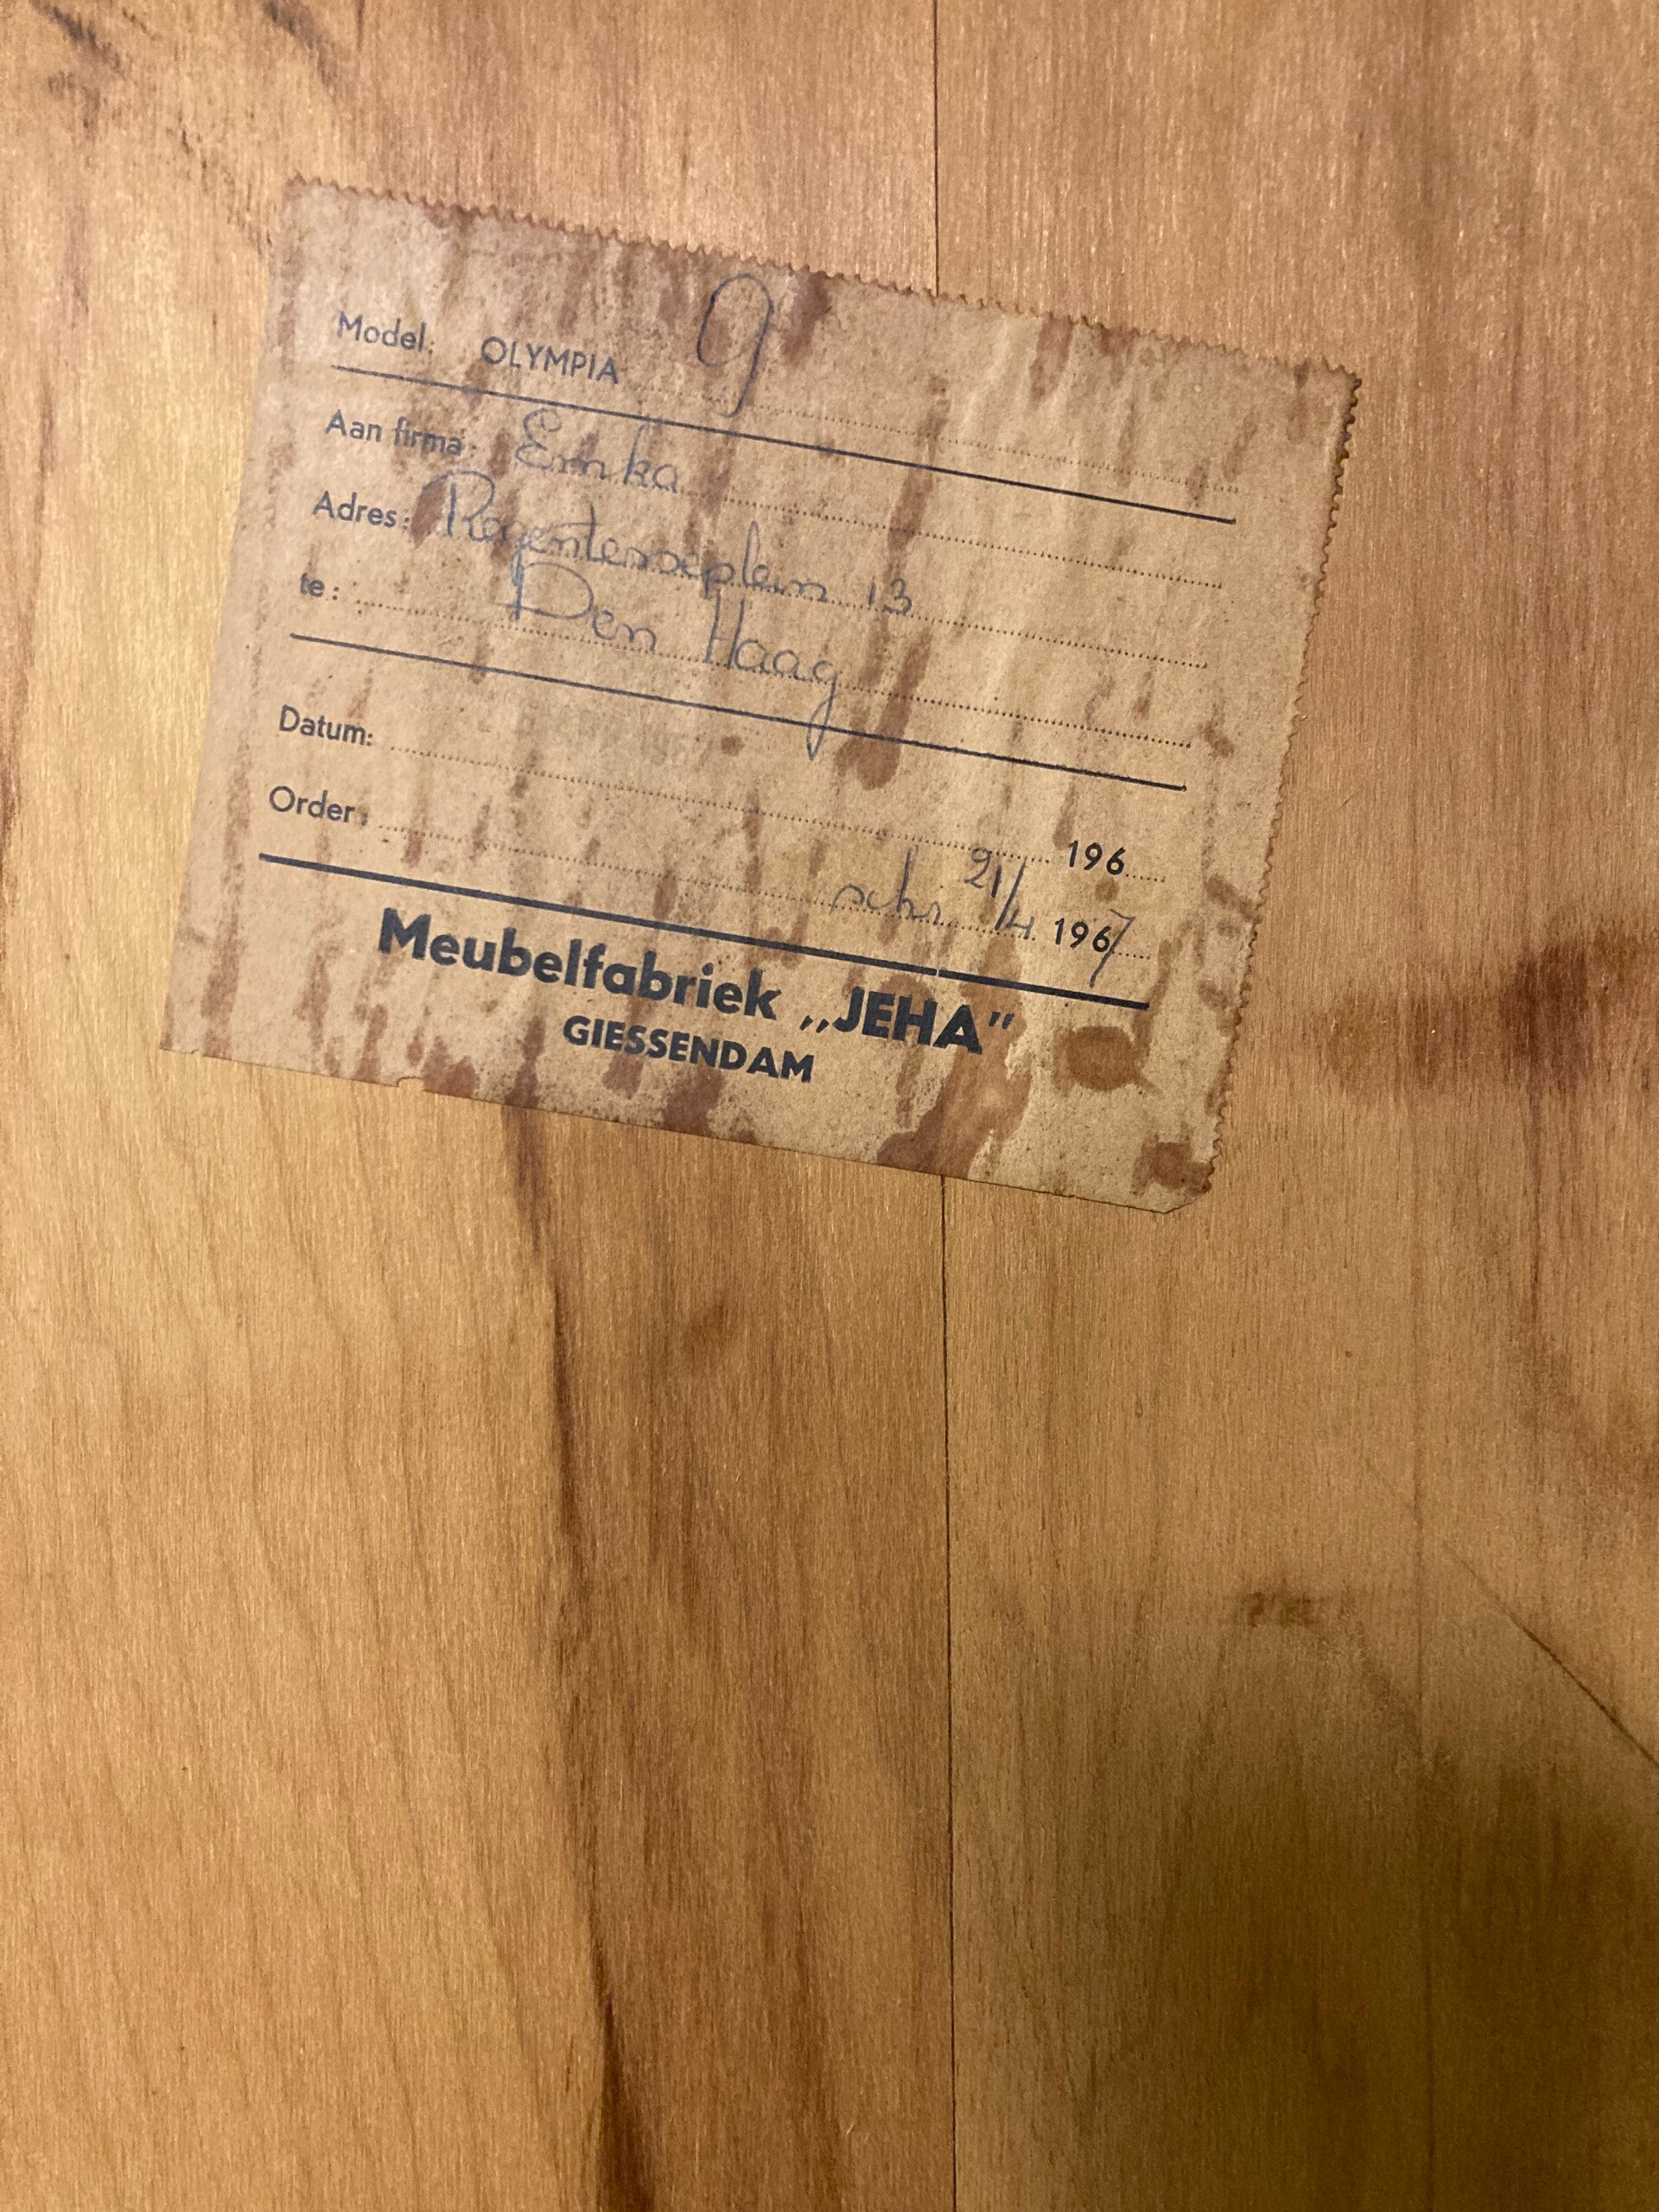 Model: OLYMPIA 9
Aan firma: Emka
Adres: Regentesseplein 13
te: Den Haag
Datum: 196
Order: schr. 21/4 1967
Meubelfabriek „JEHA”
GIESSENDAM